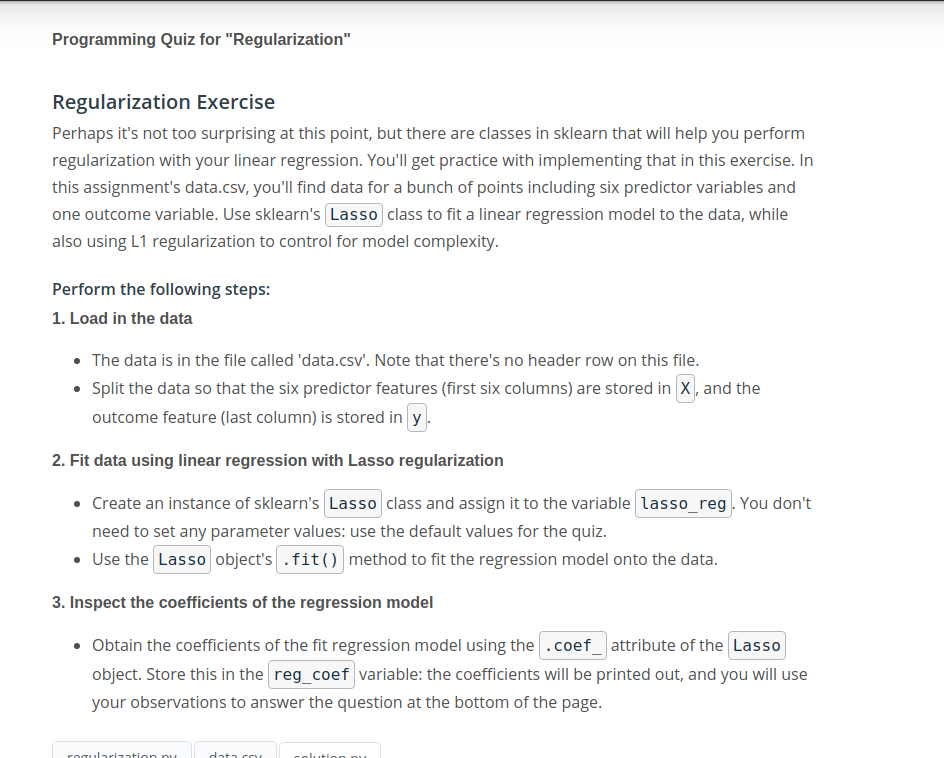 Programming Quiz for "Regularization"
Regularization Exercise
Perhaps it's not too surprising at this point, but there are classes in sklearn that will help you perform
regularization with your linear regression. You'll get practice with implementing that in this exercise. In
this assignment's data.csv, you'll find data for a bunch of points including six predictor variables and
one outcome variable. Use sklearn's Lasso class to fit a linear regression model to the data, while
also using L1 regularization to control for model complexity.
Perform the following steps:
1. Load in the data
• The data is in the file called 'data.csv'. Note that there's no header row on this file.
• Split the data so that the six predictor features (first six columns) are stored in X, and the
outcome feature (last column) is stored in y.
2. Fit data using linear regression with Lasso regularization
• Create an instance of sklearn's Lasso class and assign it to the variable lasso_reg. You don't
need to set any parameter values: use the default values for the quiz.
• Use the Lasso object's .fit() method to fit the regression model onto the data.
3. Inspect the coefficients of the regression model
• Obtain the coefficients of the fit regression model using the .coef_ attribute of the Lasso
object. Store this in the reg_coef variable: the coefficients will be printed out, and you will use
your observations to answer the question at the bottom of the page.
regularization.py data.csv solution.py